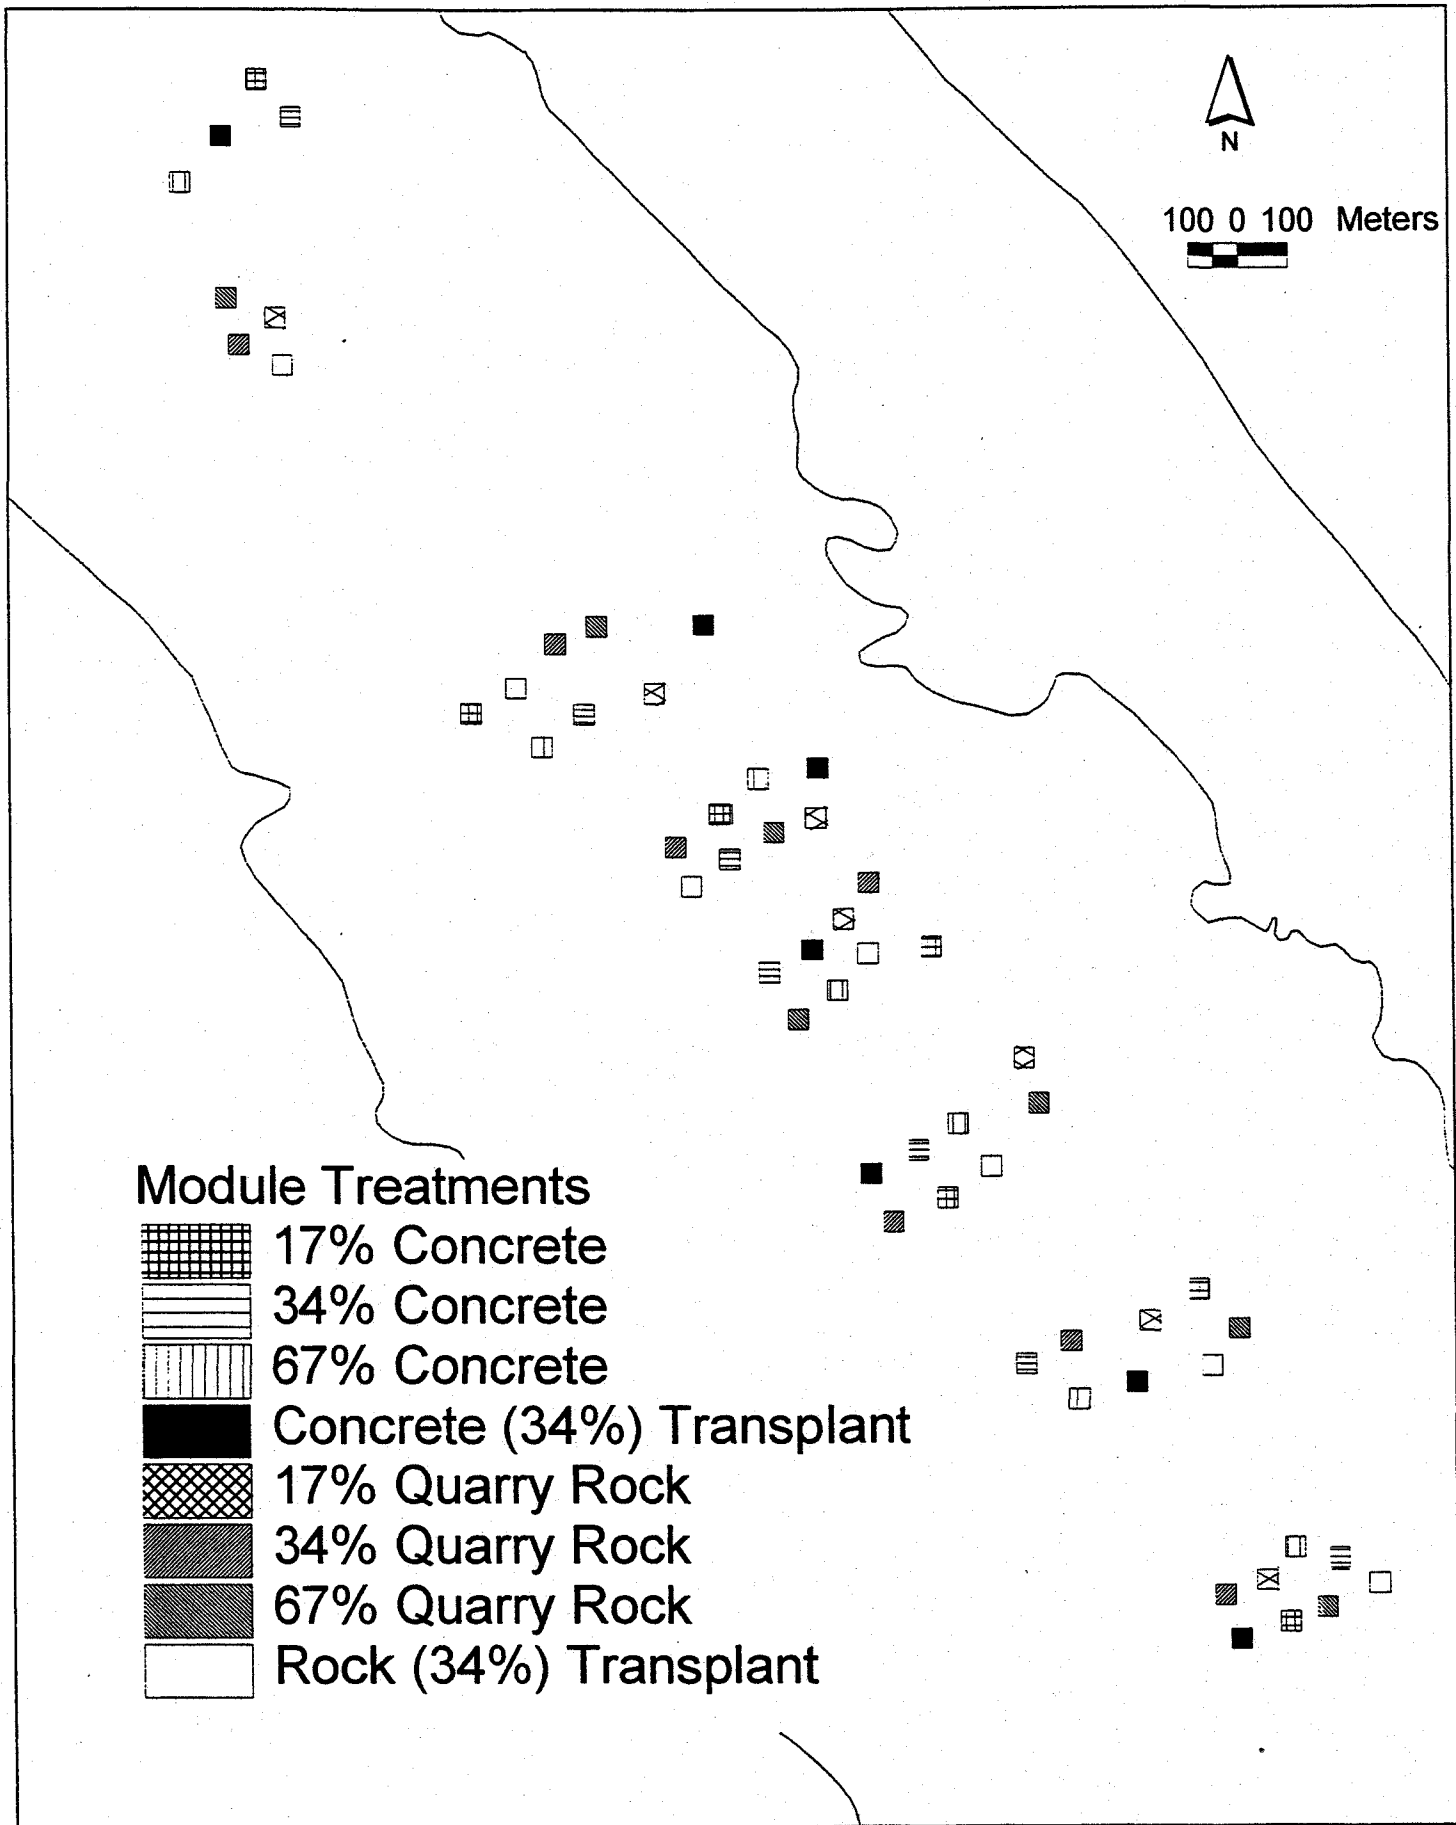 N
100 0 100 Meters
Module Treatments
17% Concrete
34% Concrete
67% Concrete
Concrete (34%) Transplant
17% Quarry Rock
34% Quarry Rock
67% Quarry Rock
Rock (34%) Transplant